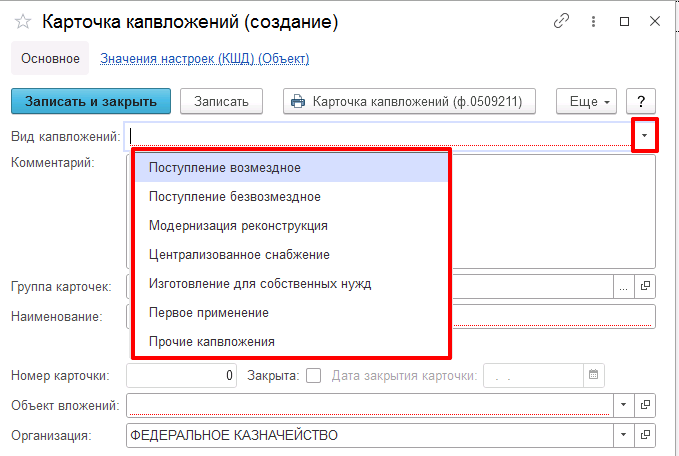 Карточка капвложений (создание)
Основное Значения настроек (КШД) (Объект)
Записать и закрыть Записать Карточка капвложений (ф.0509211) Еще ?
Вид капвложений:
Комментарий:
Поступление возмездное
Поступление безвозмездное
Модернизация реконструкция
Централизованное снабжение
Изготовление для собственных нужд
Первое применение
Прочие капвложения
Группа карточек: ...
Наименование:
Номер карточки: 0 Закрыта: Дата закрытия карточки: . .
Объект вложений:
Организация: ФЕДЕРАЛЬНОЕ КАЗНАЧЕЙСТВО